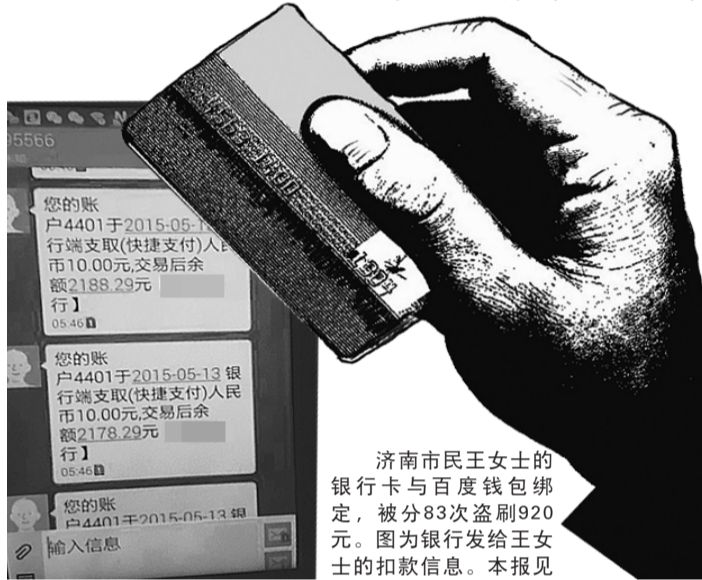 95566
您的账
户4401于2015-05-1
行端支取(快捷支付)人民
币10.00元,交易后余
额2188.29元
行】
05:46 1
您的账
户4401于2015-05-13 银
行端支取(快捷支付)人民
币10.00元,交易后余
额2178.29元
行】
05:46 1
您的账
户4401于2015-05-13 银
输入信息
济南市民王女士的
银行卡与百度钱包绑
定，被分83次盗刷920
元。图为银行发给王女
士的扣款信息。本报见